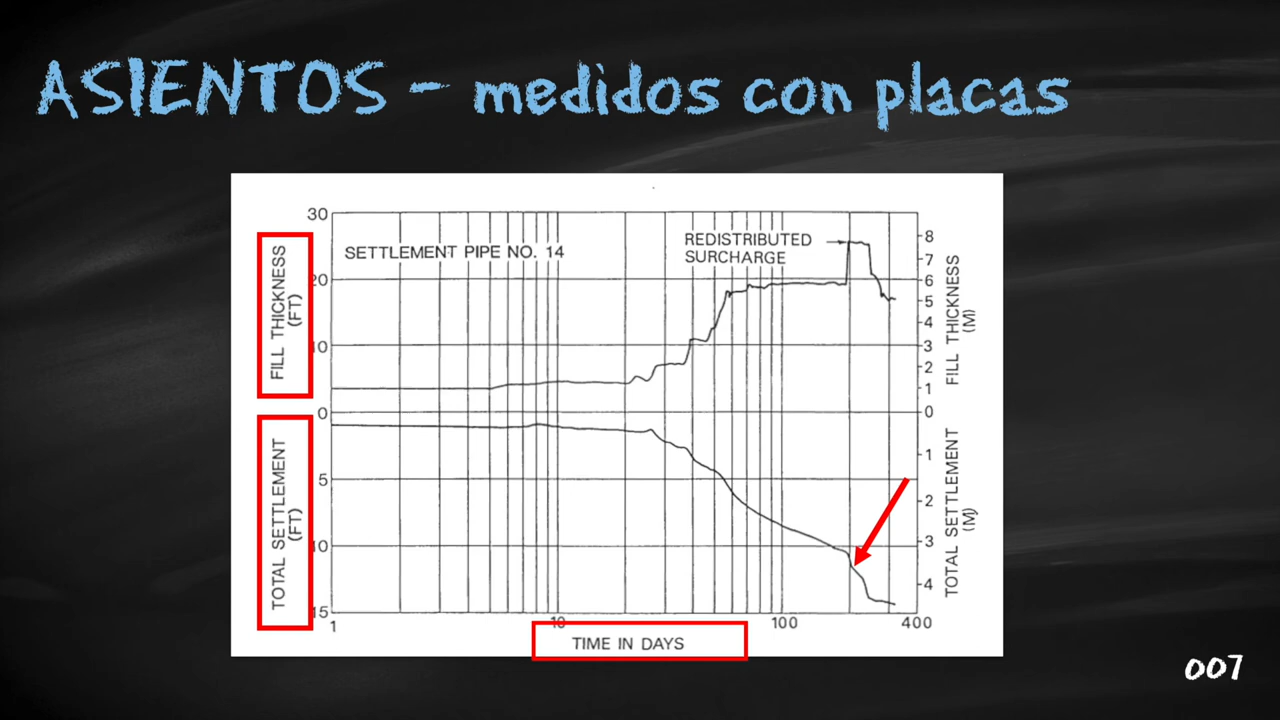 ASIENTOS - medidos con placas
30
SETTLEMENT PIPE NO. 14
REDISTRIBUTED
SURCHARGE
FILL THICKNESS
(FT)
20
10
0
8
7
6
5
4
3
2
1
0
FILL THICKNESS
(M)
TOTAL SETTLEMENT
(FT)
5
10
15
1
2
3
4
TOTAL SETTLEMENT
(M)
1
10
100
400
TIME IN DAYS
007